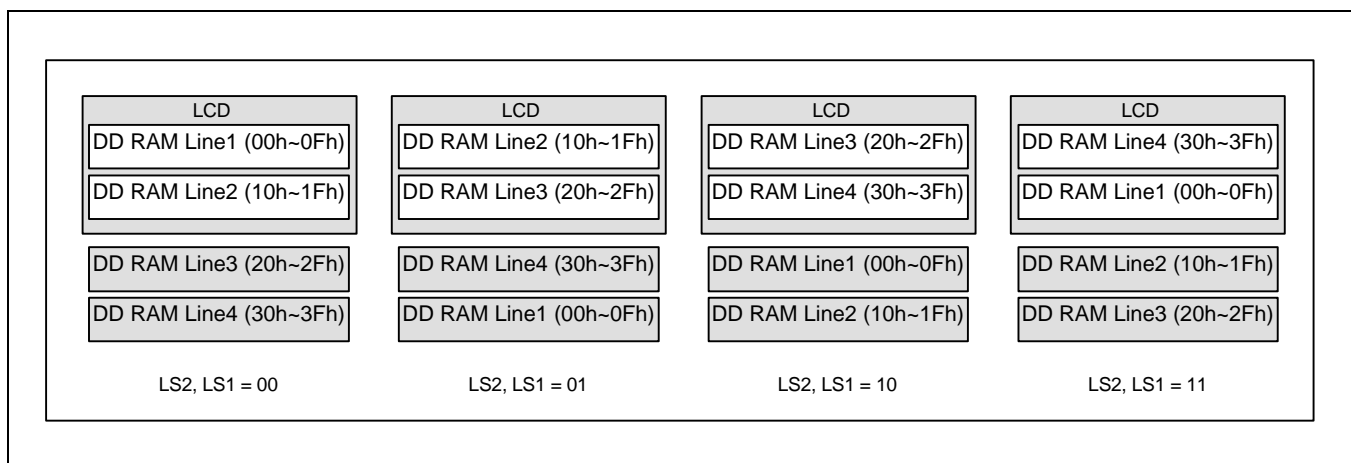 LCD
DD RAM Line1 (00h~0Fh)
DD RAM Line2 (10h~1Fh)
DD RAM Line3 (20h~2Fh)
DD RAM Line4 (30h~3Fh)
LS2, LS1 = 00
LCD
DD RAM Line2 (10h~1Fh)
DD RAM Line3 (20h~2Fh)
DD RAM Line4 (30h~3Fh)
DD RAM Line1 (00h~0Fh)
LS2, LS1 = 01
LCD
DD RAM Line3 (20h~2Fh)
DD RAM Line4 (30h~3Fh)
DD RAM Line1 (00h~0Fh)
DD RAM Line2 (10h~1Fh)
LS2, LS1 = 10
LCD
DD RAM Line4 (30h~3Fh)
DD RAM Line1 (00h~0Fh)
DD RAM Line2 (10h~1Fh)
DD RAM Line3 (20h~2Fh)
LS2, LS1 = 11